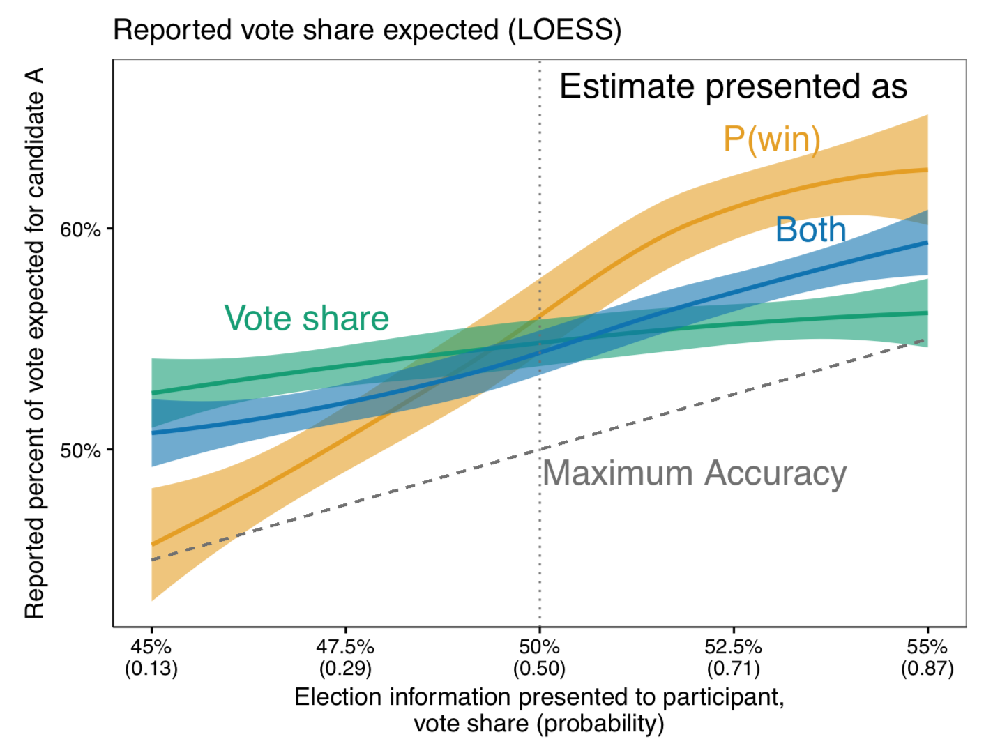 Reported vote share expected (LOESS)
Reported percent of vote expected for candidate A
Estimate presented as
P(win)
Both
Vote share
Maximum Accuracy
60%
50%
45% 47.5% 50% 52.5% 55%
(0.13) (0.29) (0.50) (0.71) (0.87)
Election information presented to participant,
vote share (probability)